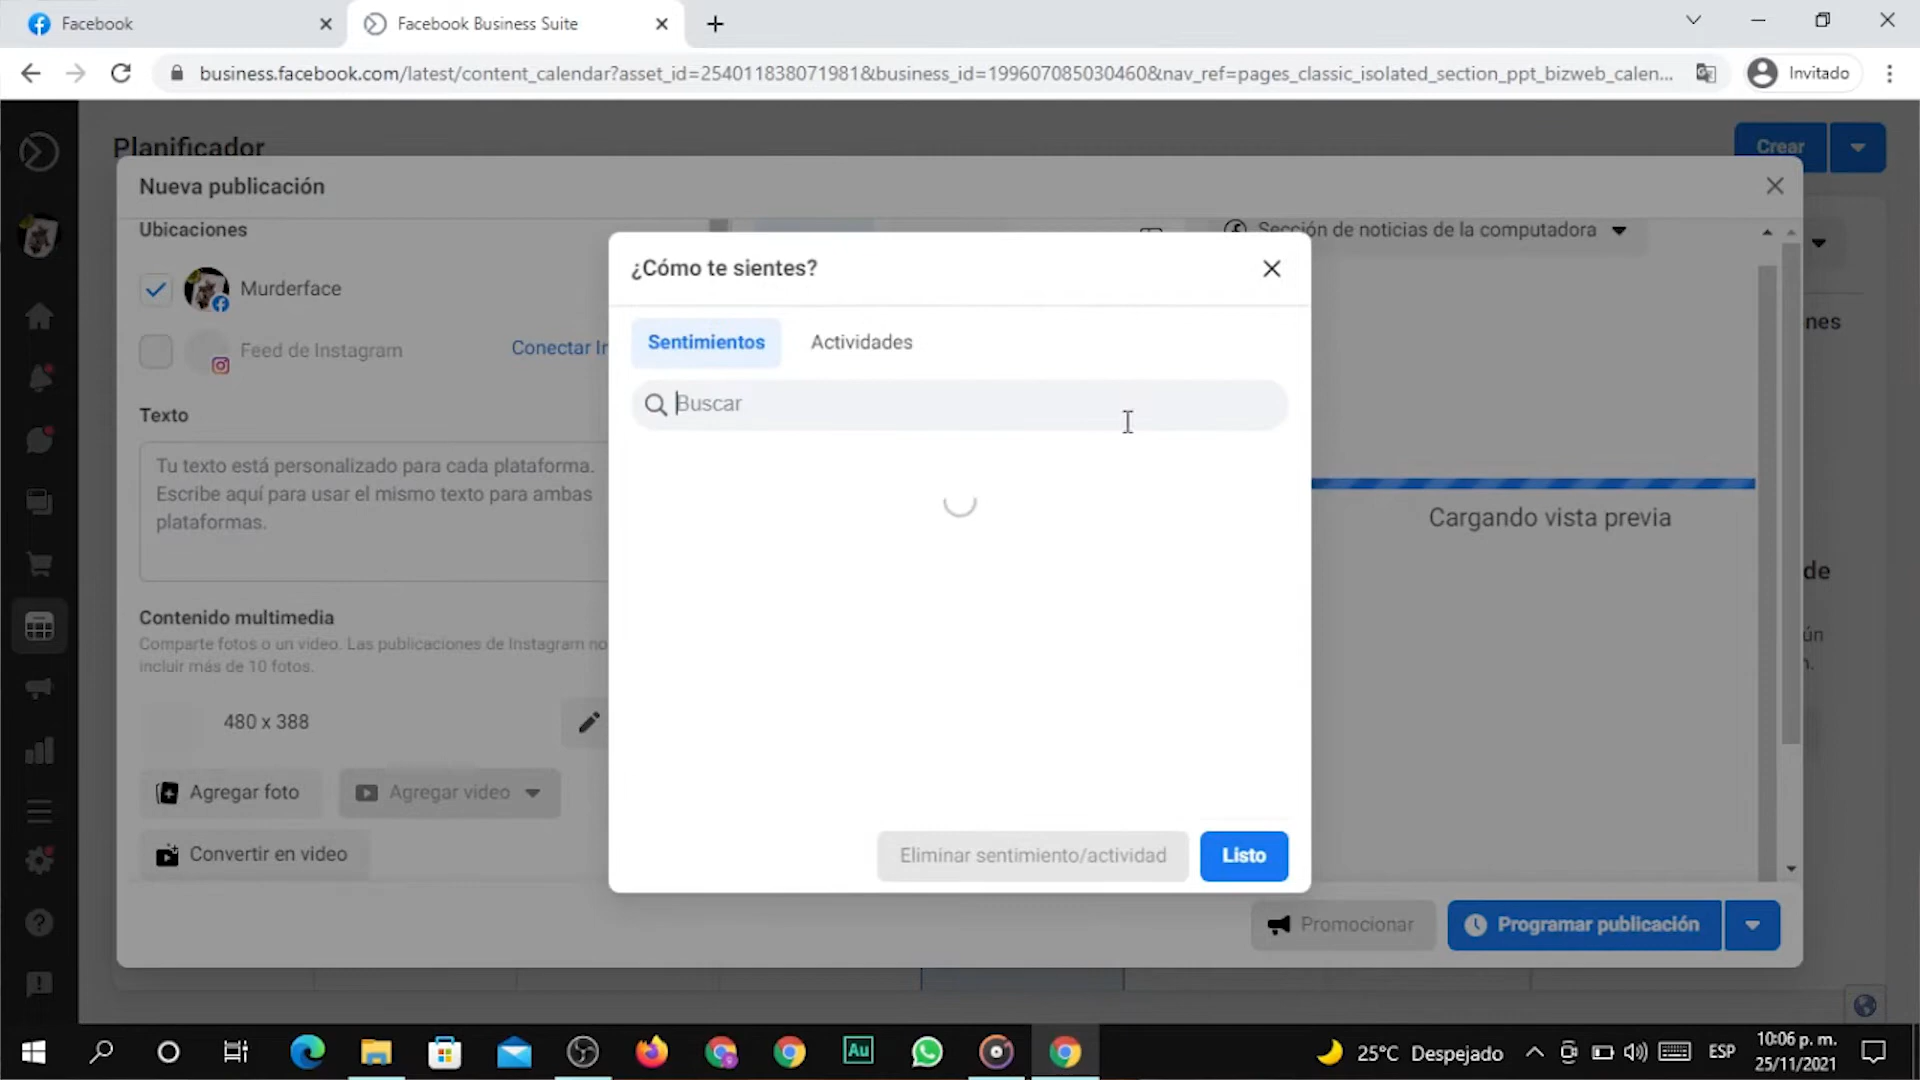 Facebook
Facebook Business Suite
business.facebook.com/latest/content_calendar?asset_id=254011838071981&business_id=199607085030460&nav_ref=pages_classic_isolated_section_ppt_bizweb_calen...
Invitado
Planificador
Crear
Nueva publicación
Ubicaciones
Sección de noticias de la computadora
¿Cómo te sientes?
Murderface
nes
Sentimientos
Actividades
Feed de Instagram
Conectar In
Buscar
Texto
Tu texto está personalizado para cada plataforma.
Escribe aquí para usar el mismo texto para ambas
plataformas.
Cargando vista previa
de
Contenido multimedia
Comparte fotos o un video. Las publicaciones de Instagram no
incluir más de 10 fotos.
ún
n.
480 x 388
Agregar foto
Agregar video
Convertir en video
Eliminar sentimiento/actividad
Listo
Promocionar
Programar publicación
Au
25°C Despejado
ESP
10:06 p. m.
25/11/2021